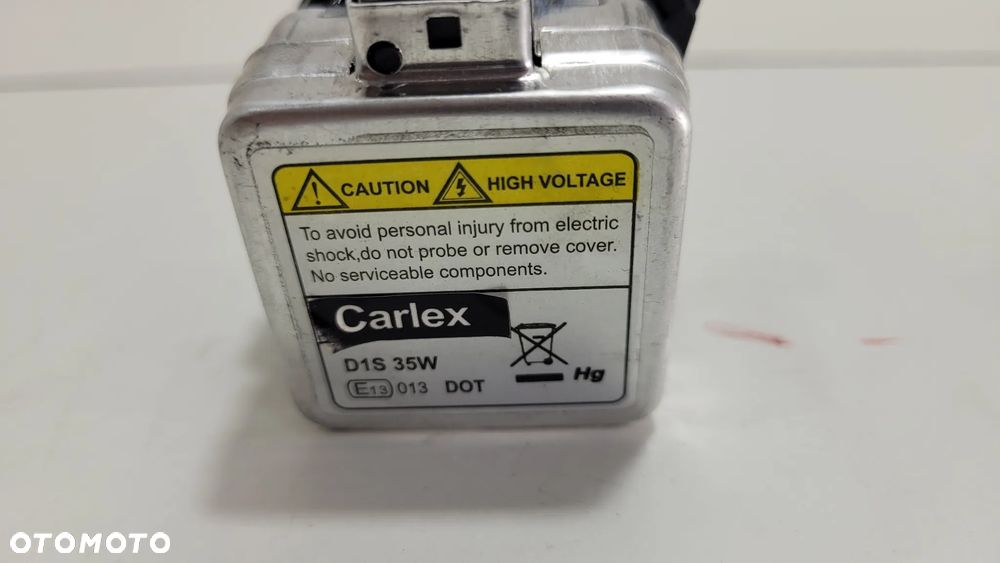 CAUTION HIGH VOLTAGE
To avoid personal injury from electric
shock,do not probe or remove cover.
No serviceable components.
Carlex
D1S 35W
E13 013 DOT
Hg
OTOMOTO